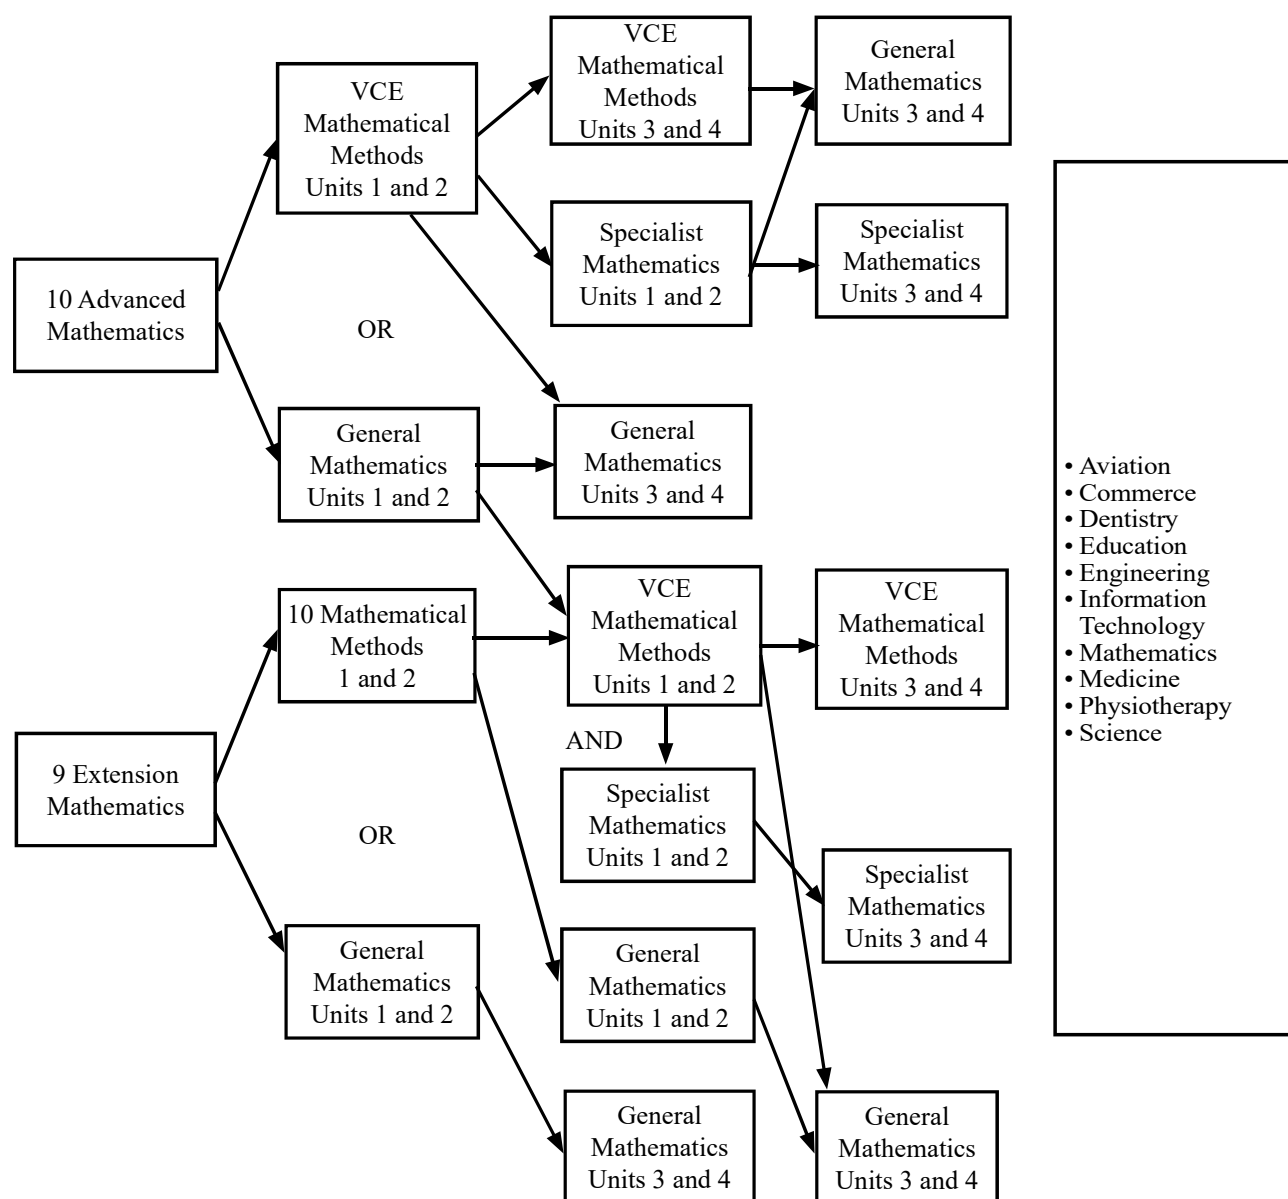 VCE
Mathematical
Methods
Units 3 and 4
General
Mathematics
Units 3 and 4
VCE
Mathematical
Methods
Units 1 and 2
Specialist
Mathematics
Units 1 and 2
Specialist
Mathematics
Units 3 and 4
10 Advanced
Mathematics
OR
General
Mathematics
Units 1 and 2
General
Mathematics
Units 3 and 4
10 Mathematical
Methods
1 and 2
VCE
Mathematical
Methods
Units 1 and 2
VCE
Mathematical
Methods
Units 3 and 4
AND
9 Extension
Mathematics
OR
Specialist
Mathematics
Units 1 and 2
Specialist
Mathematics
Units 3 and 4
General
Mathematics
Units 1 and 2
General
Mathematics
Units 1 and 2
General
Mathematics
Units 3 and 4
General
Mathematics
Units 3 and 4
• Aviation
• Commerce
• Dentistry
• Education
• Engineering
• Information
Technology
• Mathematics
• Medicine
• Physiotherapy
• Science